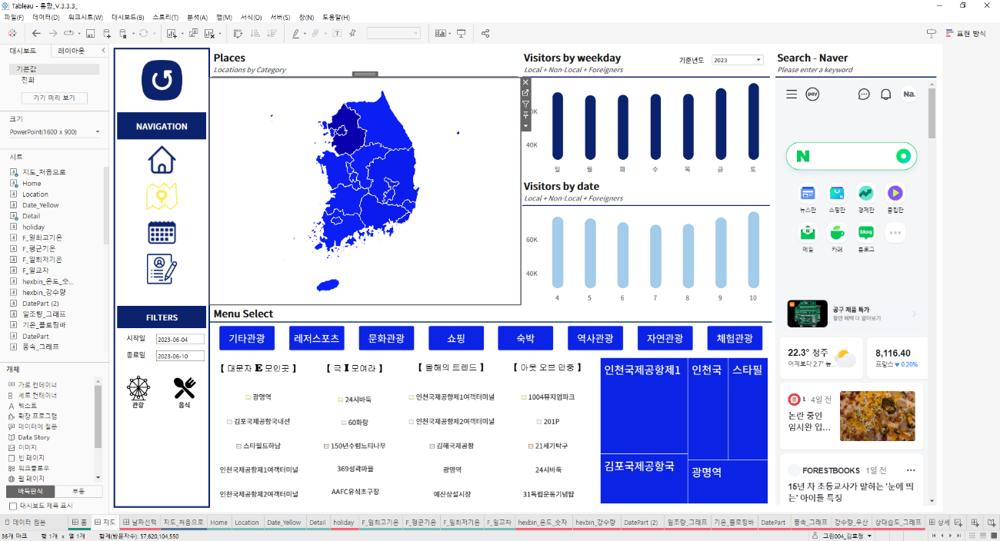 Tableau - 통합_V.3.3.3_
파일(F) 데이터(D) 워크시트(W) 대시보드(B) 스토리(T) 분석(A) 맵(M) 서식(O) 서버(S) 창(N) 도움말(H)
표현 방식
대시보드 레이아웃
기본값
전화
기기 미리 보기
크기
PowerPoint(1600 x 900)
시트
지도_처음으로
Home
Location
Date_Yellow
Detail
holiday
F_일최고기온
F_평균기온
F_일최저기온
F_일교차
hexbin_온도_숫...
hexbin_강수량
DatePart (2)
일조량_그래프
기온_플로팅바
DatePart
풍속_그래프
개체
가로 컨테이너
세로 컨테이너
텍스트
확장 프로그램
데이터에 질문
Data Story
이미지
빈 페이지
워크플로우
웹 페이지
바둑판식 부동
대시보드 제목 표시
NAVIGATION
FILTERS
시작일 2023-06-04
종료일 2023-06-10
관광 음식
Places
Locations by Category
Visitors by weekday
기준년도 2023
Local + Non-Local + Foreigners
40K
일 월 화 수 목 금 토
Visitors by date
Local + Non-Local + Foreigners
60K
40K
4 5 6 7 8 9 10
Menu Select
기타관광 레저스포츠 문화관광 쇼핑 숙박 역사관광 자연관광 체험관광
【 대문자 E 모인곳 】 【 극 I 모여라 】 【 올해의 트렌드 】 【 아웃 오브 안중 】
광명역 24시바둑 인천국제공항제1여객터미널 1004뮤지엄파크
김포국제공항국내선 60화랑 인천국제공항제2여객터미널 201P
스타필드하남 150년수령느티나무 김해국제공항 21세기탁구
인천국제공항제1여객터미널 369성곽마을 광명역 24시바둑
인천국제공항제2여객터미널 AAFC유석초구장 예산상설시장 31독립운동기념탑
인천국제공항제1 인천국 스타필
김포국제공항국 광명역
Search - Naver
Please enter a keyword
pay Na.
N
뉴스판 쇼핑판 경제판 클립판
메일 카페 블로그
blog
공구 제품 특가
할인 혜택 더 알아보기
22.3° 청주
어제보다 2.7° 높...
8,116.40
프랑스 ▼ 0.20%
4일 전
논란 중인
임시완 입...
FORESTBOOKS · 1일 전
15년 차 초등교사가 말하는 '눈에 띄
는' 아이들 특징
데이터 원본 홈 지도 날짜선택 지도_처음으로 Home Location Date_Yellow Detail holiday F_일최고기온 F_평균기온 F_일최저기온 F_일교차 hexbin_온도_숫자 hexbin_강수량 DatePart (2) 일조량_그래프 기온_플로팅바 DatePart 풍속_그래프 강수량_우산 상대습도_그래프 상세
36개 마크 행 1개 x 열 1개 합계(방문자수): 57,620,104,550
그린004_김효정